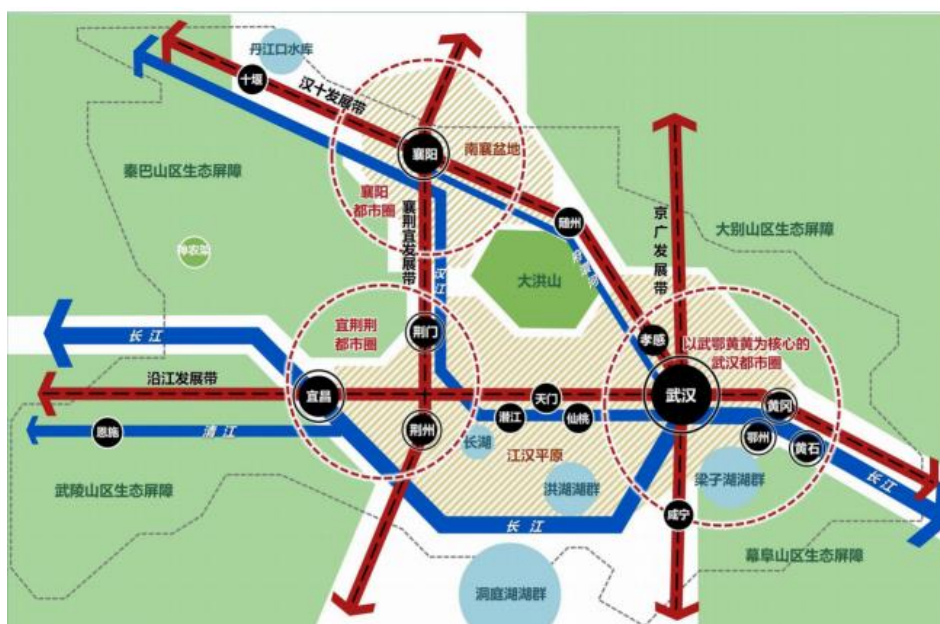 丹江口水库
十堰
汉十发展带
襄阳
南襄盆地
秦巴山区生态屏障
襄阳
都市圈
随州
京广发展带
大别山区生态屏障
神农架
襄荆宜发展带
汉江
大洪山
宜荆荆
都市圈
荆门
孝感
以武鄂黄黄为核心的
武汉都市圈
长江
沿江发展带
宜昌
天门
武汉
黄冈
潜江
仙桃
恩施
清江
荆州
长湖
江汉平原
鄂州
黄石
武陵山区生态屏障
洪湖湖群
梁子湖湖群
长江
长江
咸宁
幕阜山区生态屏障
洞庭湖湖群